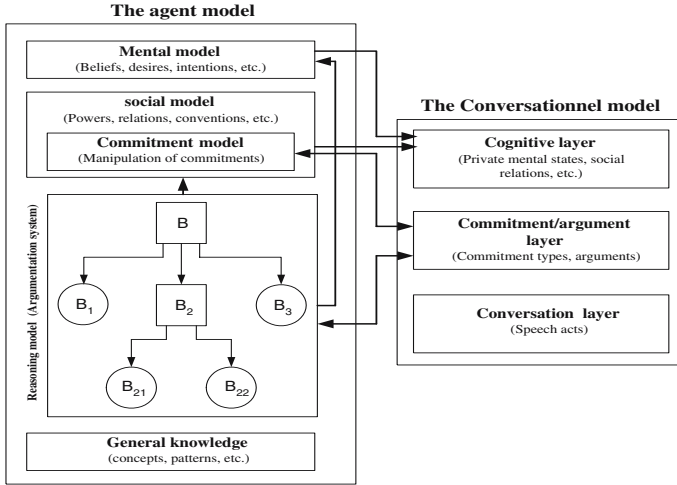 The agent model
Mental model
(Beliefs, desires, intentions, etc.)
social model
(Powers, relations, conventions, etc.)
Commitment model
(Manipulation of commitments)
Reasoning model (Argumentation system)
B
B1
B2
B3
B21
B22
General knowledge
(concepts, patterns, etc.)
The Conversationnel model
Cognitive layer
(Private mental states, social
relations, etc.)
Commitment/argument
layer
(Commitment types, arguments)
Conversation layer
(Speech acts)